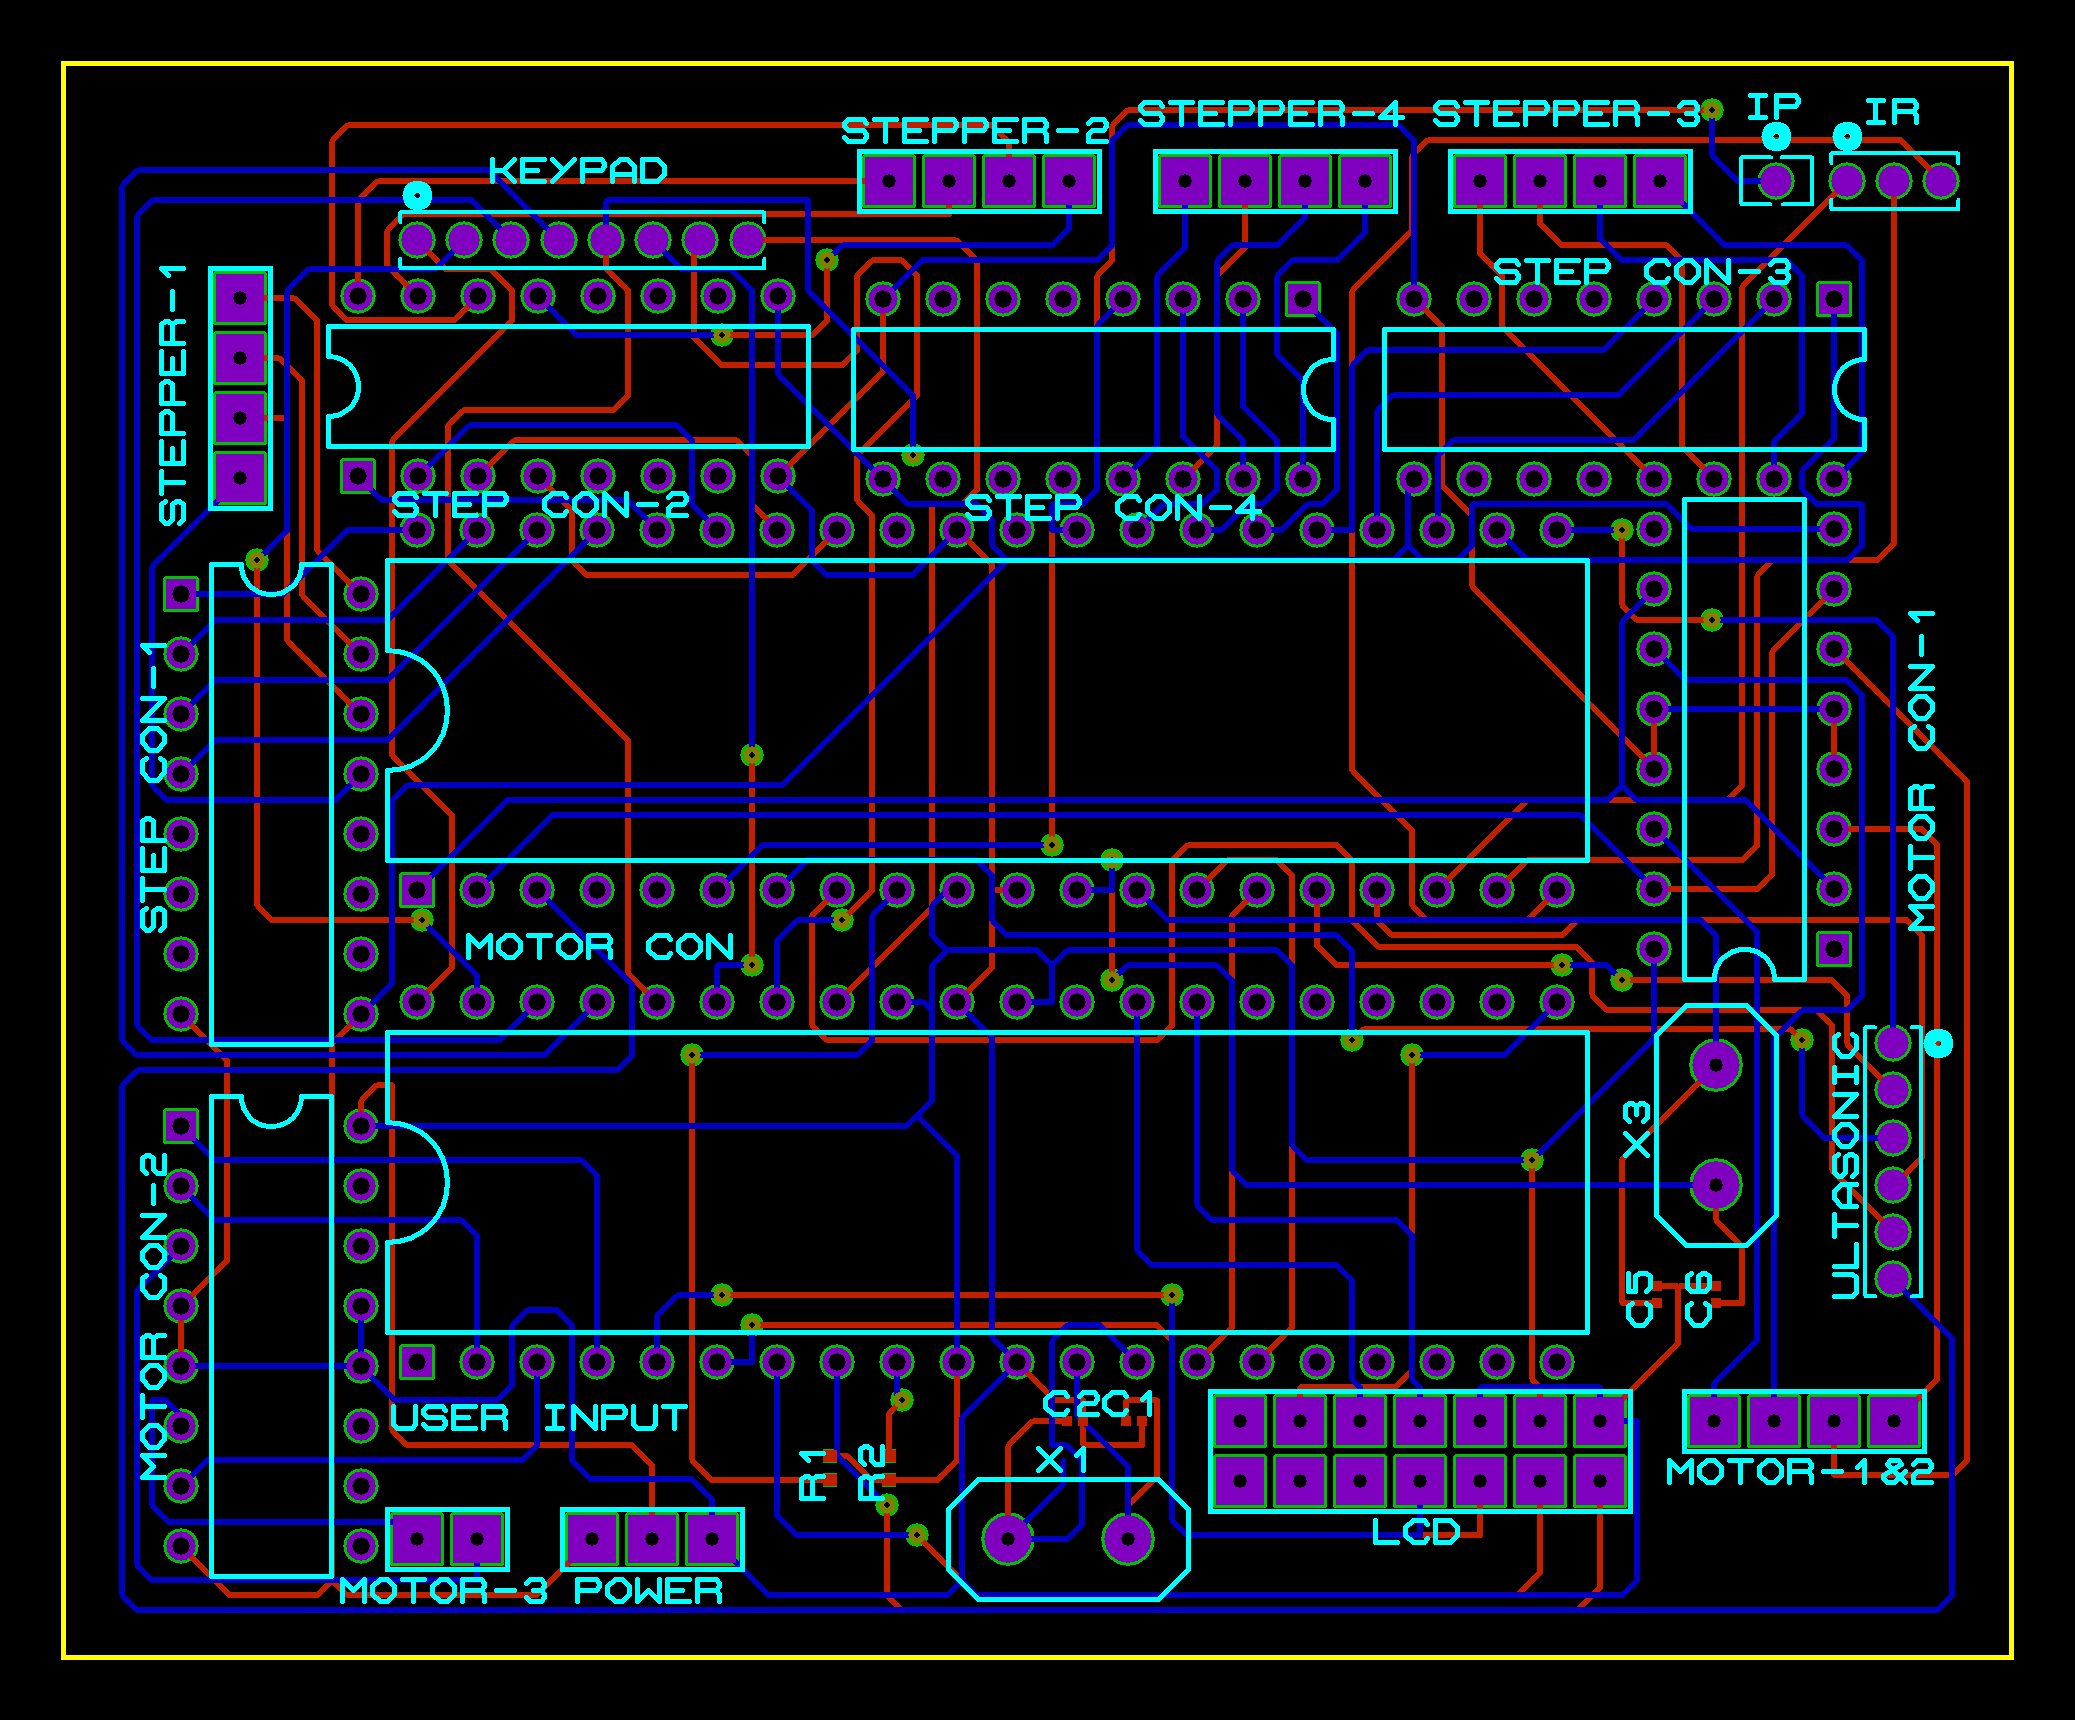 IP
IR
STEPPER-2
STEPPER-4
STEPPER-3
KEYPAD
STEPPER-1
STEP CON-3
STEP CON-2
STEP CON-4
STEP CON-1
MOTOR CON-1
MOTOR CON
X3
ULTASONIC
MOTOR CON-2
C5
C6
USER INPUT
C2C1
R1
R2
X1
MOTOR-1&2
LCD
MOTOR-3
POWER